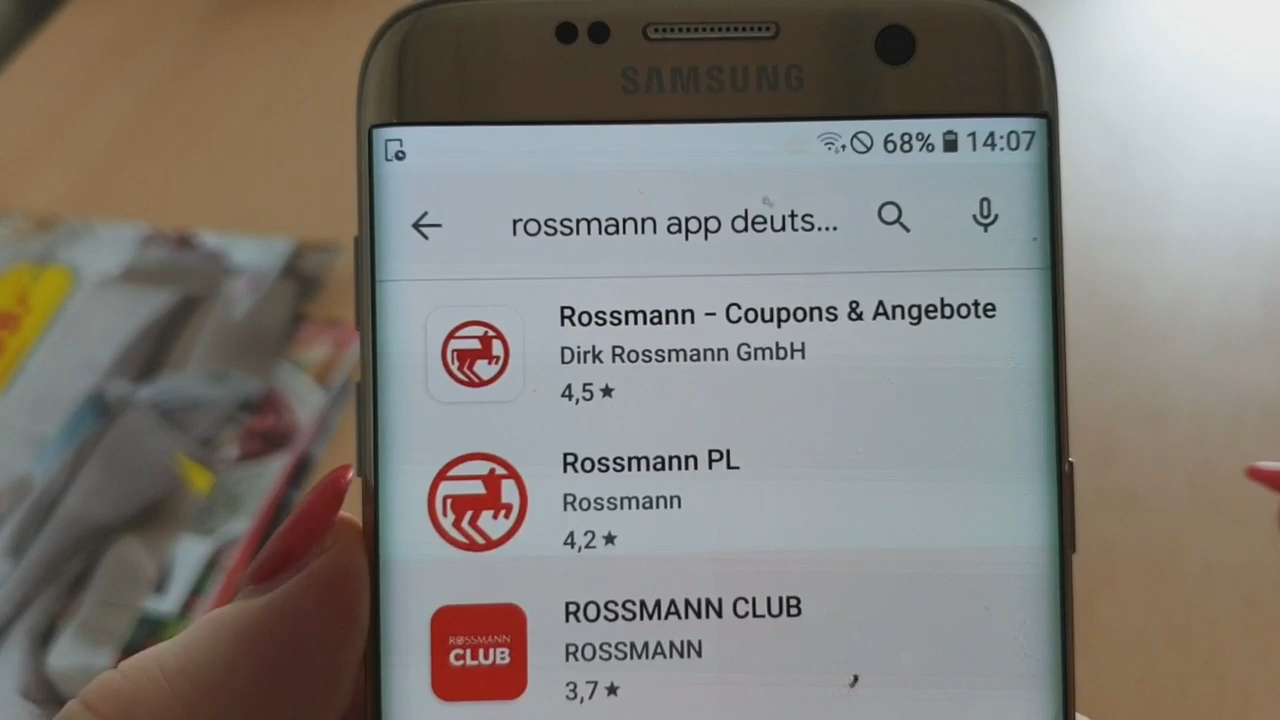 SAMSUNG
68% 14:07
rossmann app deuts...
Rossmann – Coupons & Angebote
Dirk Rossmann GmbH
4,5★
Rossmann PL
Rossmann
4,2★
ROSSMANN CLUB
ROSSMANN
CLUB
ROSSMANN
3,7★